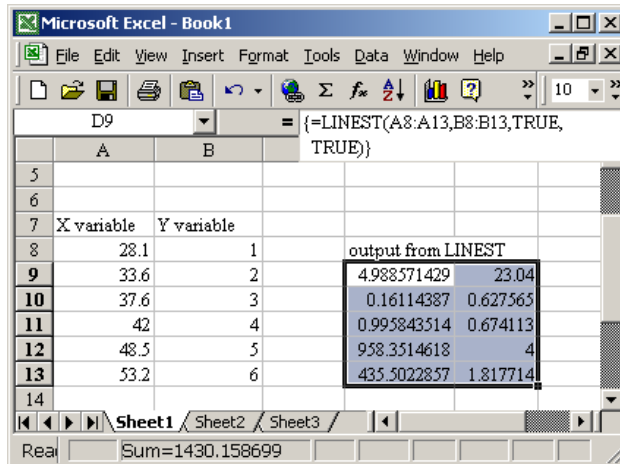 Microsoft Excel - Book1
File Edit View Insert Format Tools Data Window Help
Σ fx 10
D9 = {=LINEST(A8:A13,B8:B13,TRUE,
TRUE)}
A B
5
6
7 X variable Y variable
8 28.1 1 output from LINEST
9 33.6 2 4.988571429 23.04
10 37.6 3 0.16114387 0.627565
11 42 4 0.995843514 0.674113
12 48.5 5 958.3514618 4
13 53.2 6 435.5022857 1.817714
14
Sheet1 Sheet2 Sheet3
Sum=1430.158699